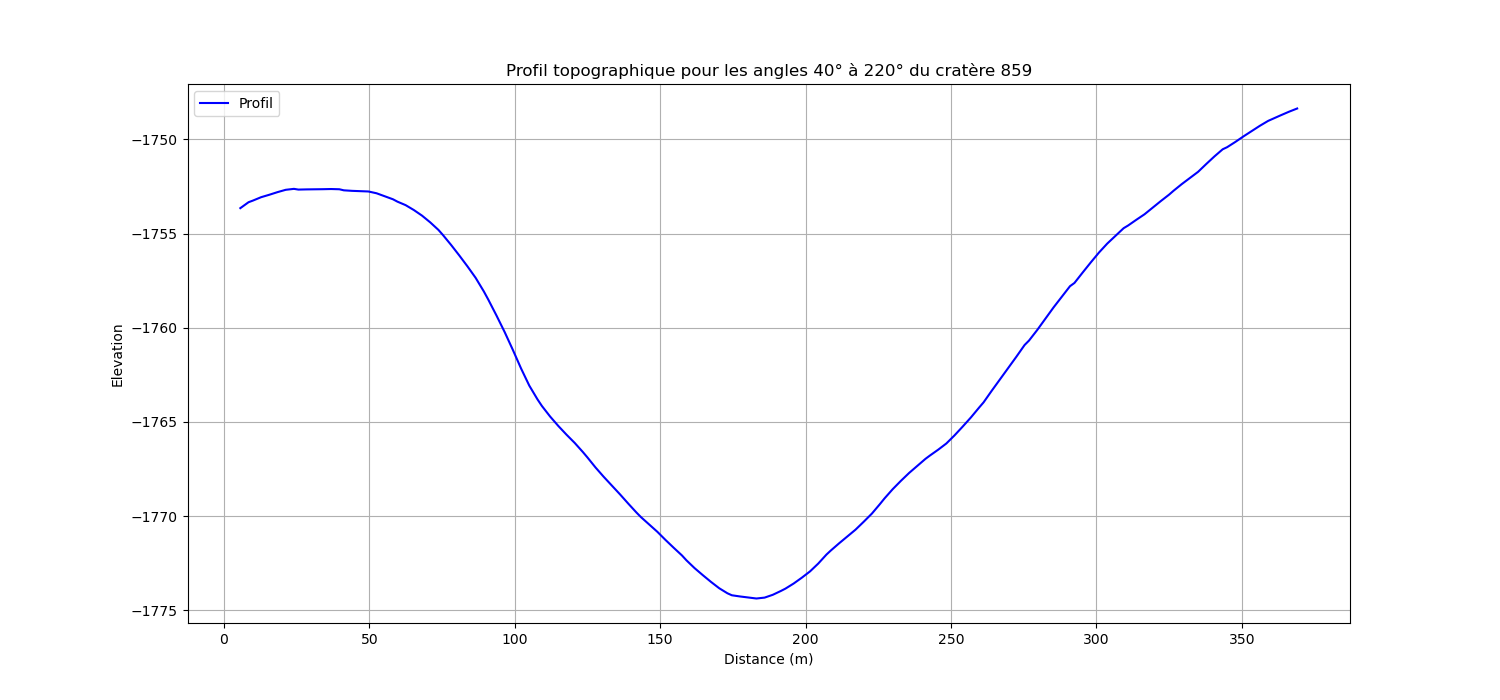 Profil topographique pour les angles 40° à 220° du cratère 859
Profil
−1750
−1755
−1760
−1765
−1770
−1775
Elevation
0 50 100 150 200 250 300 350
Distance (m)